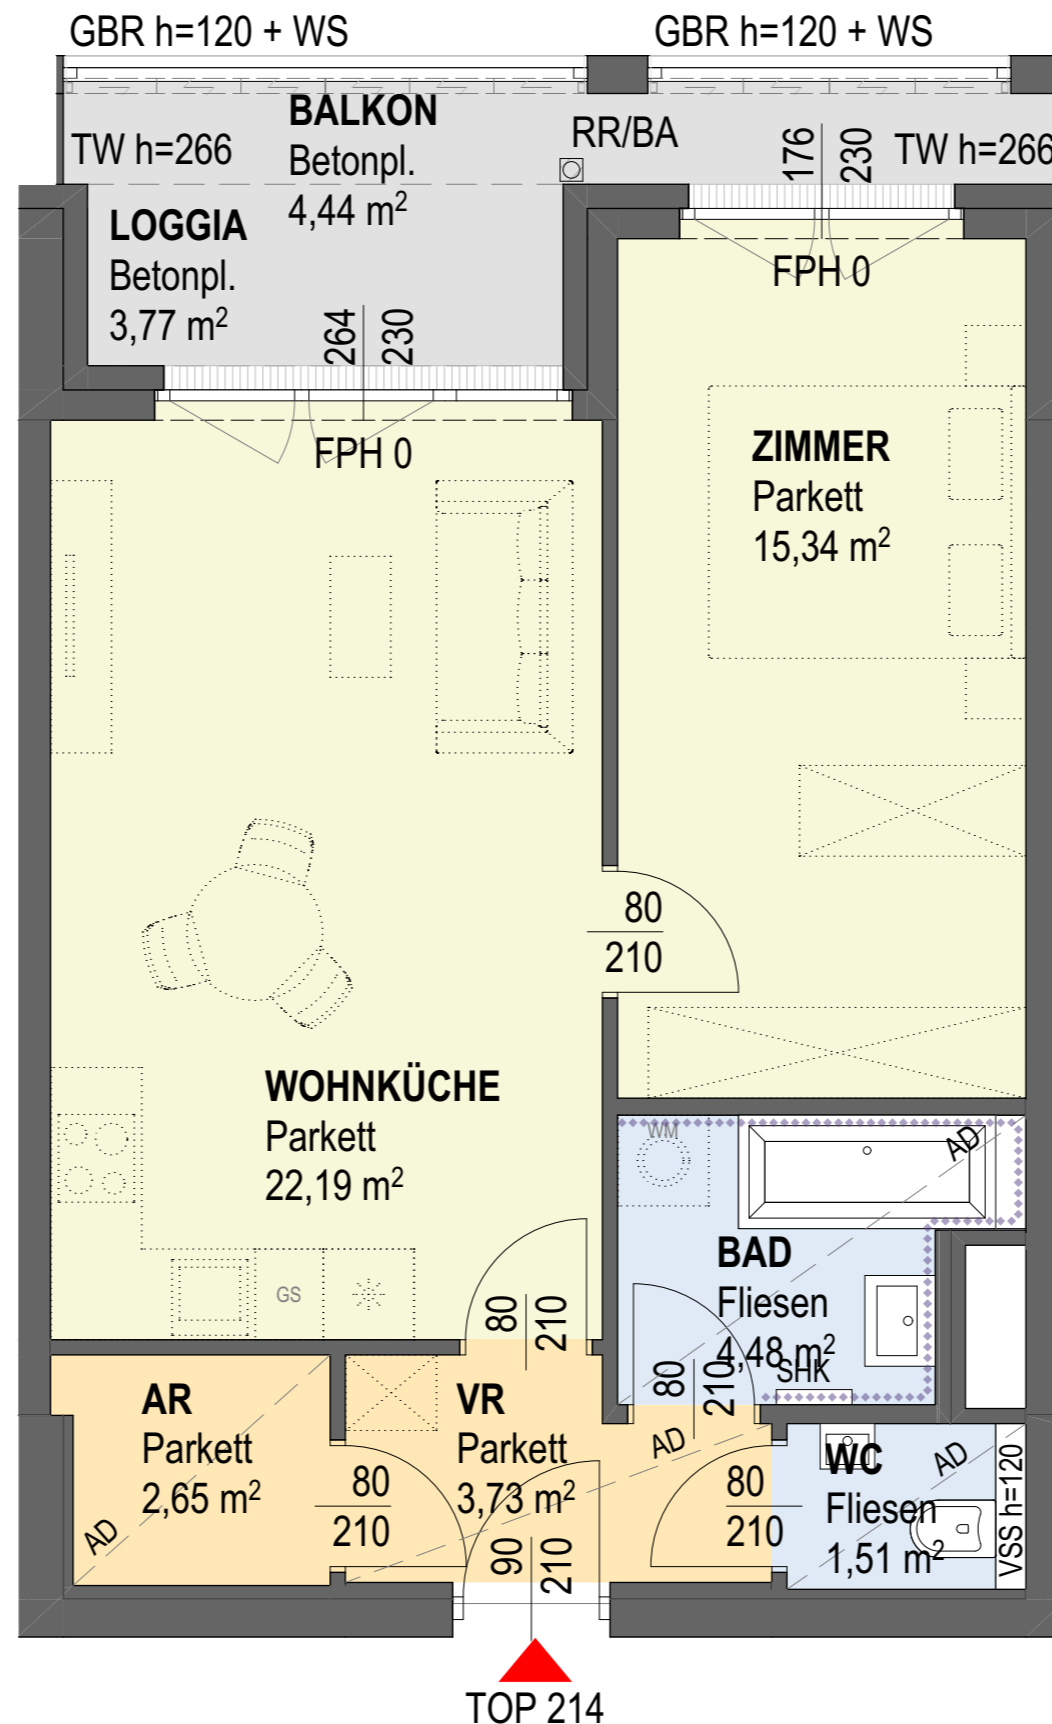 GBR h=120 + WS
GBR h=120 + WS
BALKON
Betonpl.
4,44 m²
TW h=266
RR/BA
176
230
TW h=266
LOGGIA
Betonpl.
3,77 m²
264
230
FPH 0
FPH 0
ZIMMER
Parkett
15,34 m²
80
210
WOHNKÜCHE
Parkett
22,19 m²
GS
80
210
WM
AD
BAD
Fliesen
4,48 m²
SHK
80
210
AR
Parkett
2,65 m²
AD
80
210
VR
Parkett
3,73 m²
AD
90
210
80
210
WC
Fliesen
1,51 m²
AD
VSS h=120
TOP 214